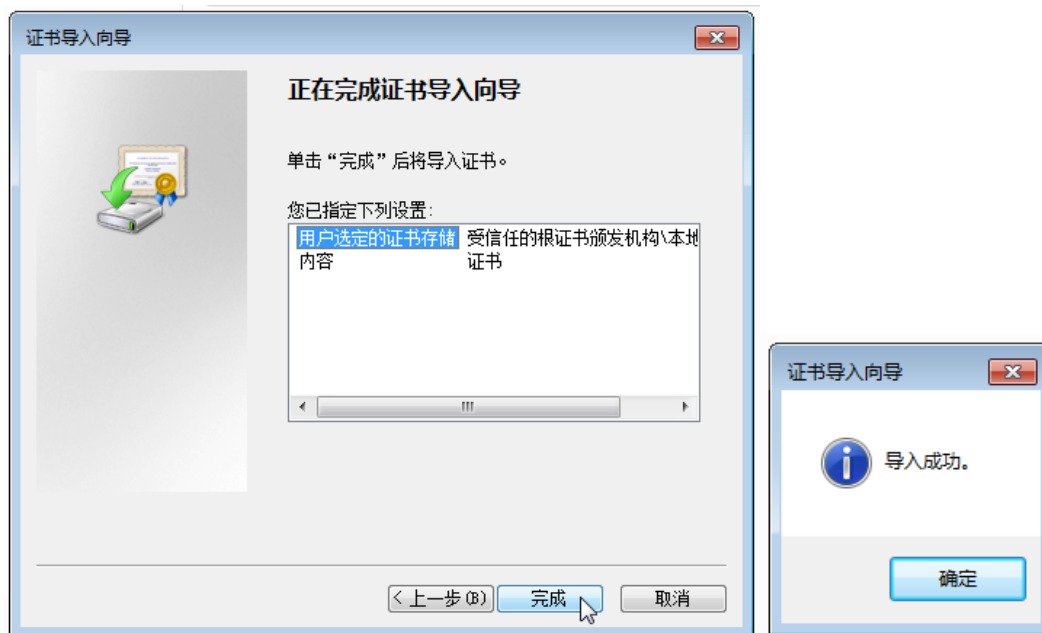 证书导入向导
正在完成证书导入向导
单击“完成”后将导入证书。
您已指定下列设置:
用户选定的证书存储 受信任的根证书颁发机构\本地
内容 证书
< 上一步(B) 完成 取消
证书导入向导
导入成功。
确定